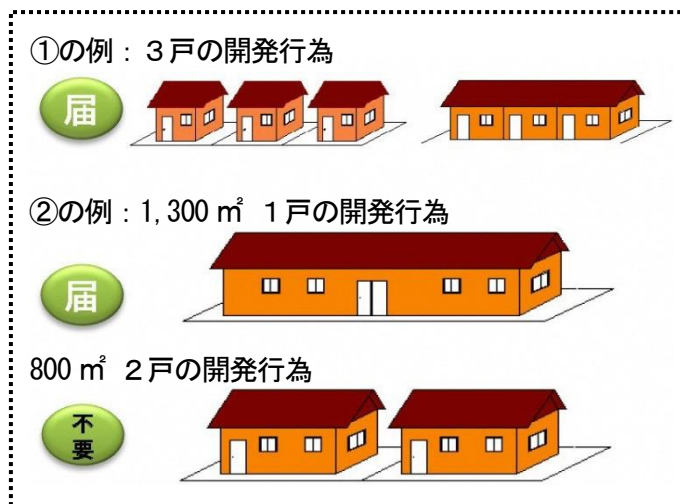 ①の例：３戸の開発行為
届
②の例：1,300 ㎡ １戸の開発行為
届
800 ㎡ ２戸の開発行為
不
要